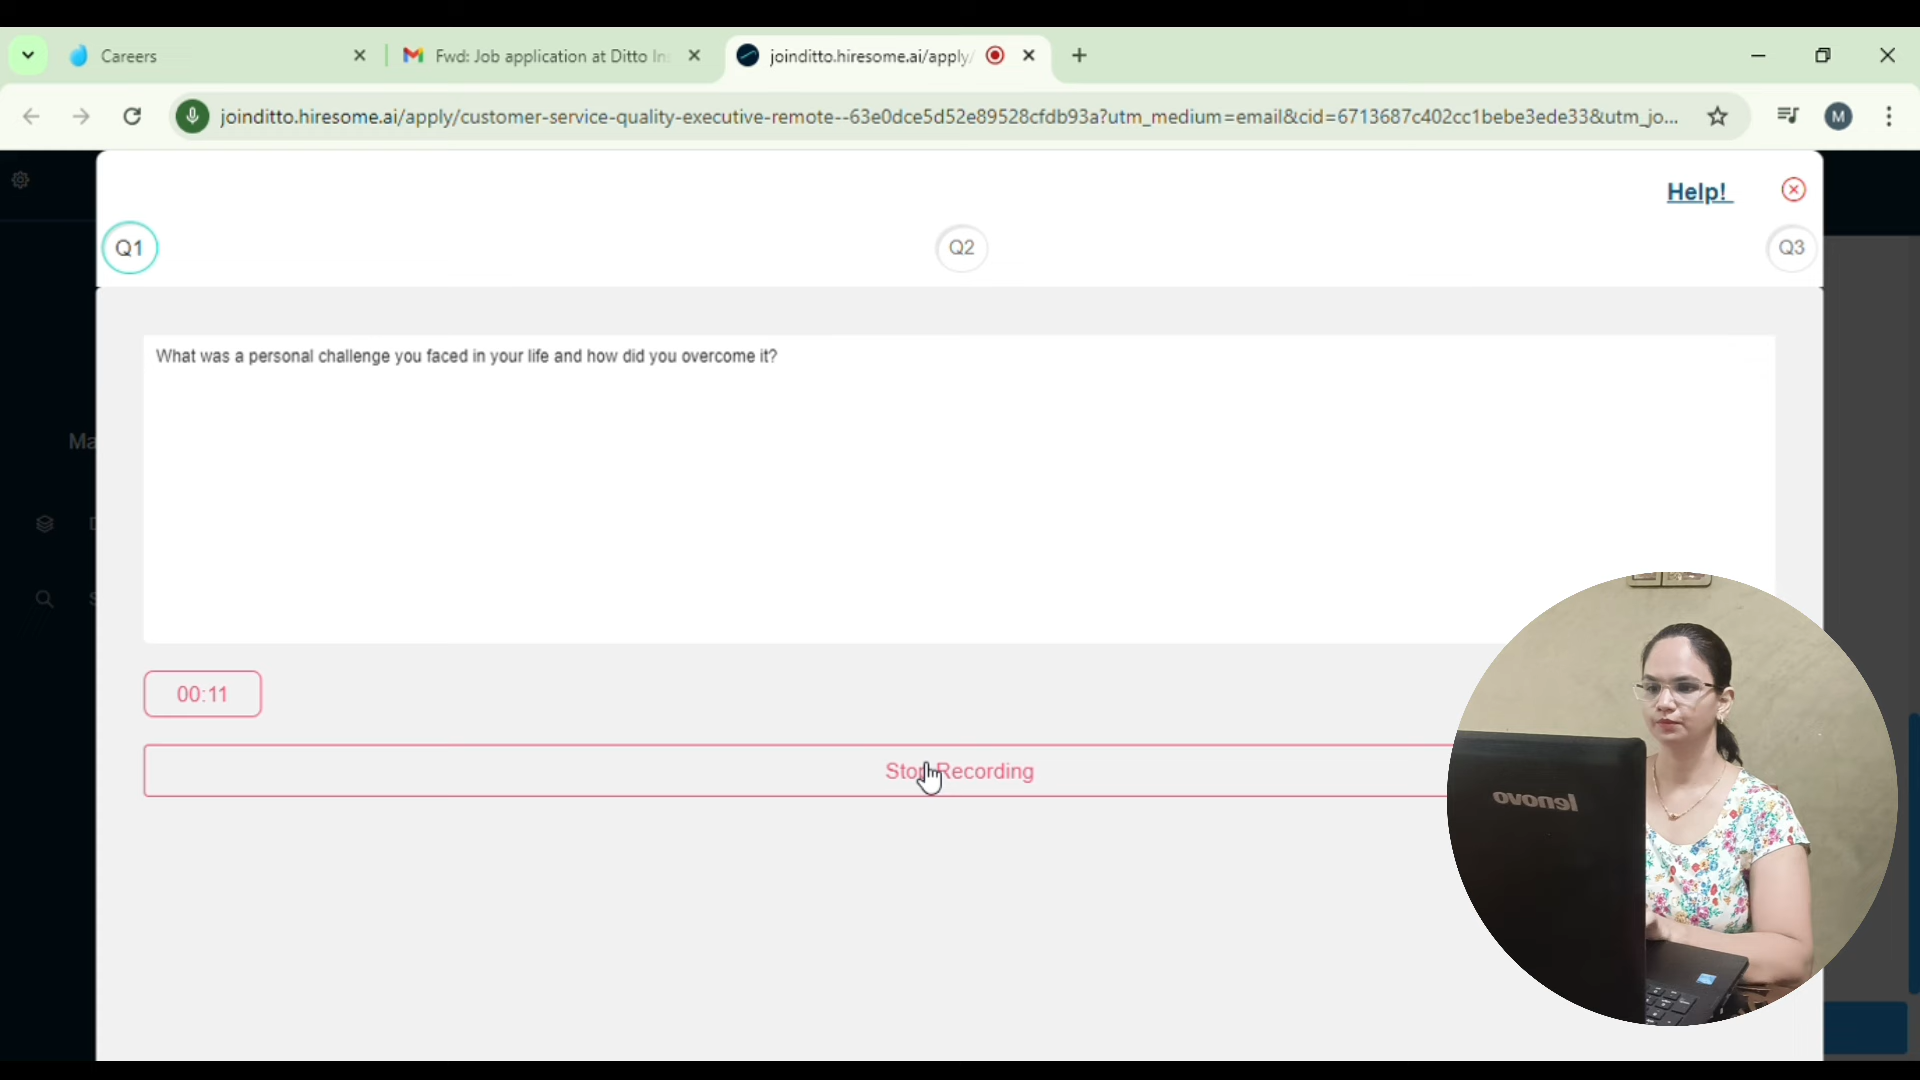 Careers
Fwd: Job application at Ditto In
joinditto.hiresome.ai/apply/
joinditto.hiresome.ai/apply/customer-service-quality-executive-remote--63e0dce5d52e89528cfdb93a?utm_medium=email&cid=6713687c402cc1bebe3ede33&utm_jo...
M
Help!
Q1
Q2
Q3
What was a personal challenge you faced in your life and how did you overcome it?
Ma
00:11
Stop Recording
lenovo